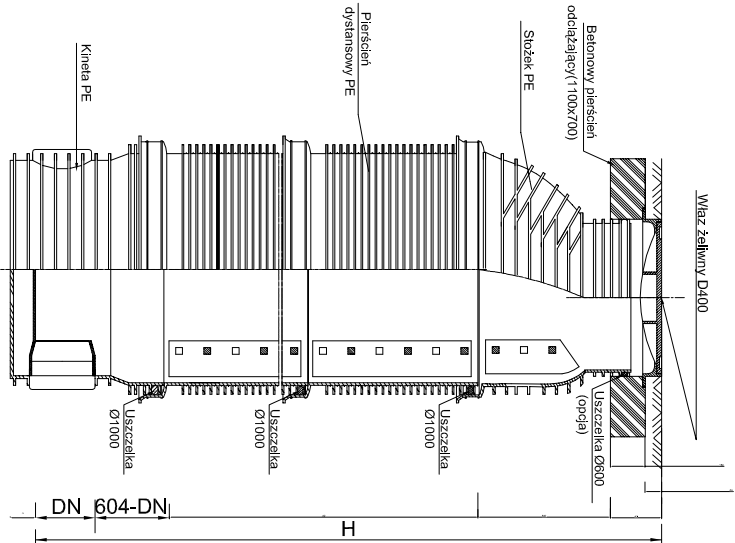 Kineta PE
Pierścień
dystansowy PE
Stożek PE
Betonowy pierścień
odciążający(1100x700)
Właz żeliwny D400
Uszczelka
Ø1000
Uszczelka
Ø1000
Uszczelka
Ø1000
Uszczelka Ø600
(opcja)
DN
604-DN
H